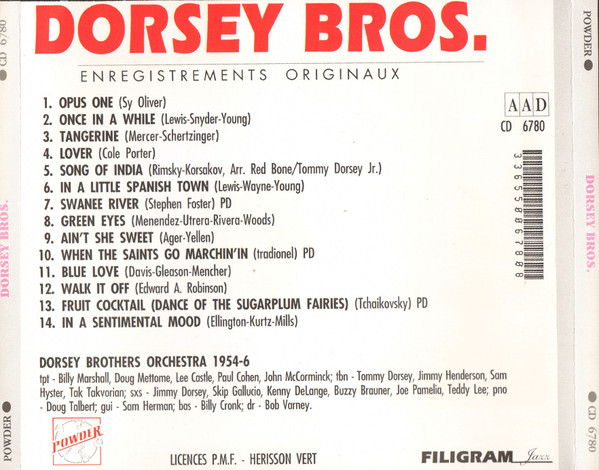 DORSEY BROS.
ENREGISTREMENTS ORIGINAUX
1. OPUS ONE (Sy Oliver)
2. ONCE IN A WHILE (Lewis-Snyder-Young)
3. TANGERINE (Mercer-Schertzinger)
4. LOVER (Cole Porter)
5. SONG OF INDIA (Rimsky-Korsakov, Arr. Red Bone/Tommy Dorsey Jr.)
6. IN A LITTLE SPANISH TOWN (Lewis-Wayne-Young)
7. SWANEE RIVER (Stephen Foster) PD
8. GREEN EYES (Menendez-Utrera-Rivera-Woods)
9. AIN'T SHE SWEET (Ager-Yellen)
10. WHEN THE SAINTS GO MARCHIN'IN (tradionel) PD
11. BLUE LOVE (Davis-Gleason-Mencher)
12. WALK IT OFF (Edward A. Robinson)
13. FRUIT COCKTAIL (DANCE OF THE SUGARPLUM FAIRIES) (Tchaikovsky) PD
14. IN A SENTIMENTAL MOOD (Ellington-Kurtz-Mills)
DORSEY BROTHERS ORCHESTRA 1954-6
tpt - Billy Marshall, Doug Mettome, Lee Castle, Paul Cohen, John McCorminck; tbn - Tommy Dorsey, Jimmy Henderson, Sam
Hyster, Tak Takvorian; sxs - Jimmy Dorsey, Skip Gallucio, Kenny DeLange, Buzzy Brauner, Joe Pamelia, Teddy Lee; pno
- Doug Talbert; gui - Sam Herman; bas - Billy Cronk; dr - Bob Varney.
POWDER
LICENCES P.M.F. - HERISSON VERT
FILIGRAM Jazz
AAD
CD 6780
3365500678008
CD 6780
DORSEY BROS.
POWDER
POWDER
DORSEY BROS.
CD 6780